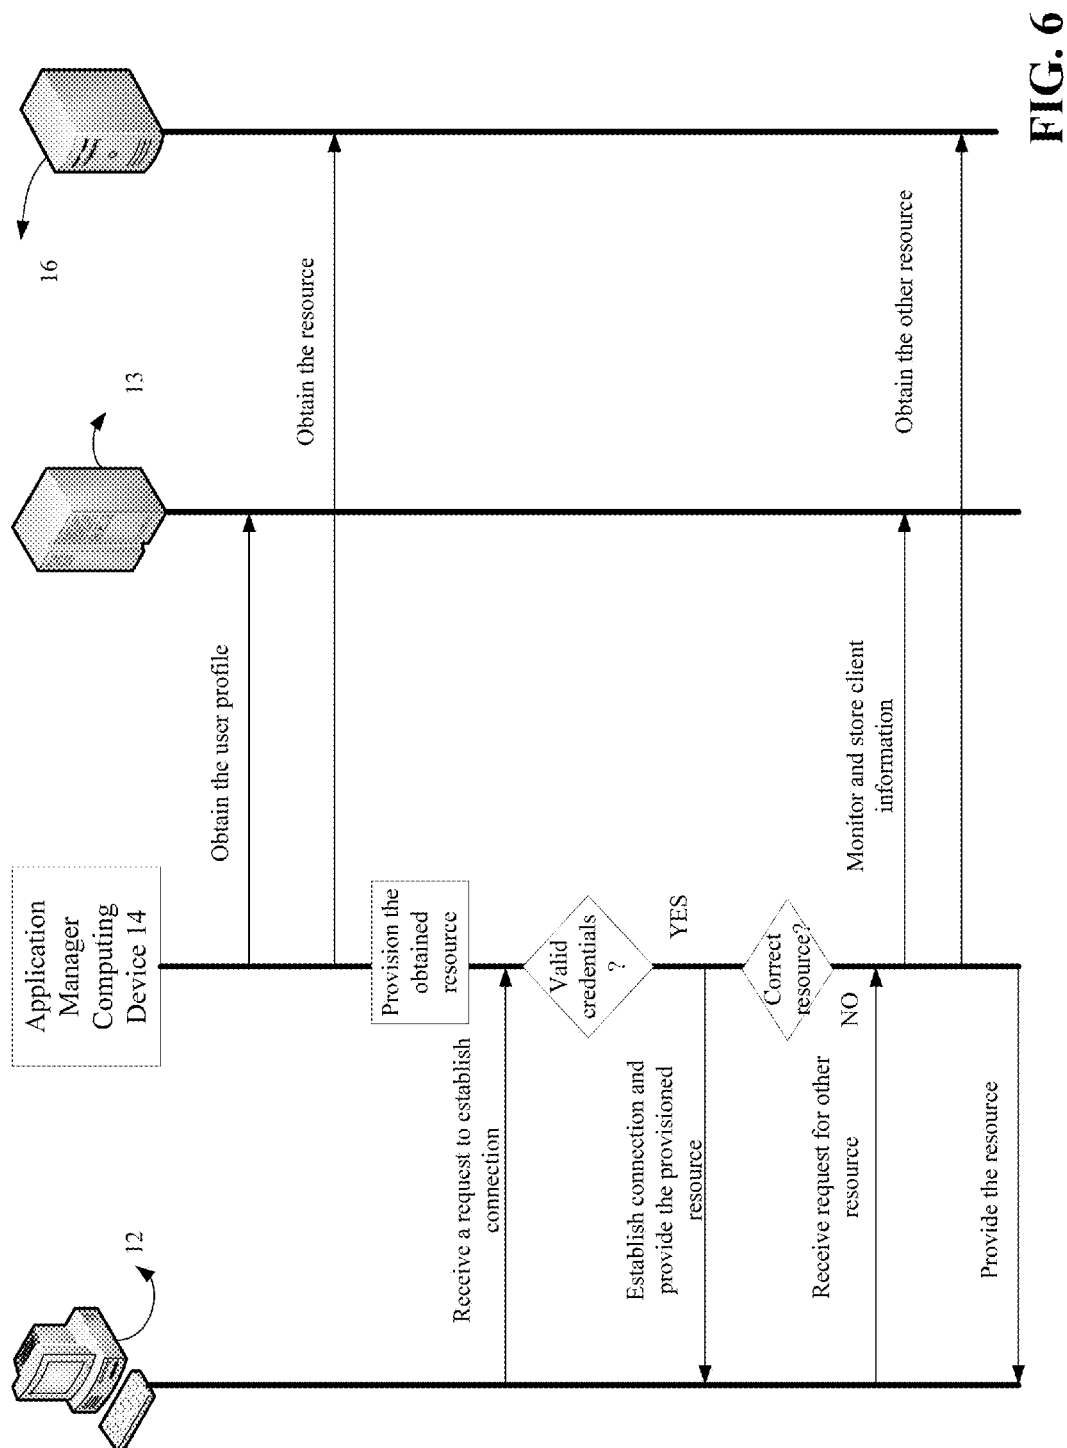 12
Application
Manager
Computing
Device 14
13
16
Obtain the user profile
Obtain the resource
Provision the
obtained
resource
Receive a request to establish
connection
Valid
credentials
?
YES
Establish connection and
provide the provisioned
resource
Correct
resource?
NO
Receive request for other
resource
Monitor and store client
information
Obtain the other resource
Provide the resource
FIG. 6